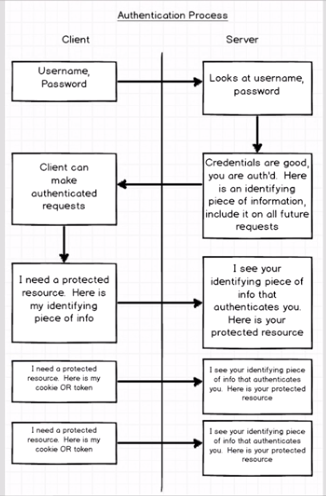 Authentication Process
Client
Server
Username,
Password
Looks at username,
password
Credentials are good,
you are auth'd. Here
is an identifying
piece of information,
include it on all future
requests
Client can
make
authenticated
requests
I need a protected
resource. Here is
my identifying
piece of info
I see your
identifying piece of
info that
authenticates you.
Here is your
protected resource
I need a protected
resource. Here is my
cookie OR token
I see your identifying piece
of info that authenticates
you. Here is your protected
resource
I need a protected
resource. Here is my
cookie OR token
I see your identifying piece
of info that authenticates
you. Here is your protected
resource